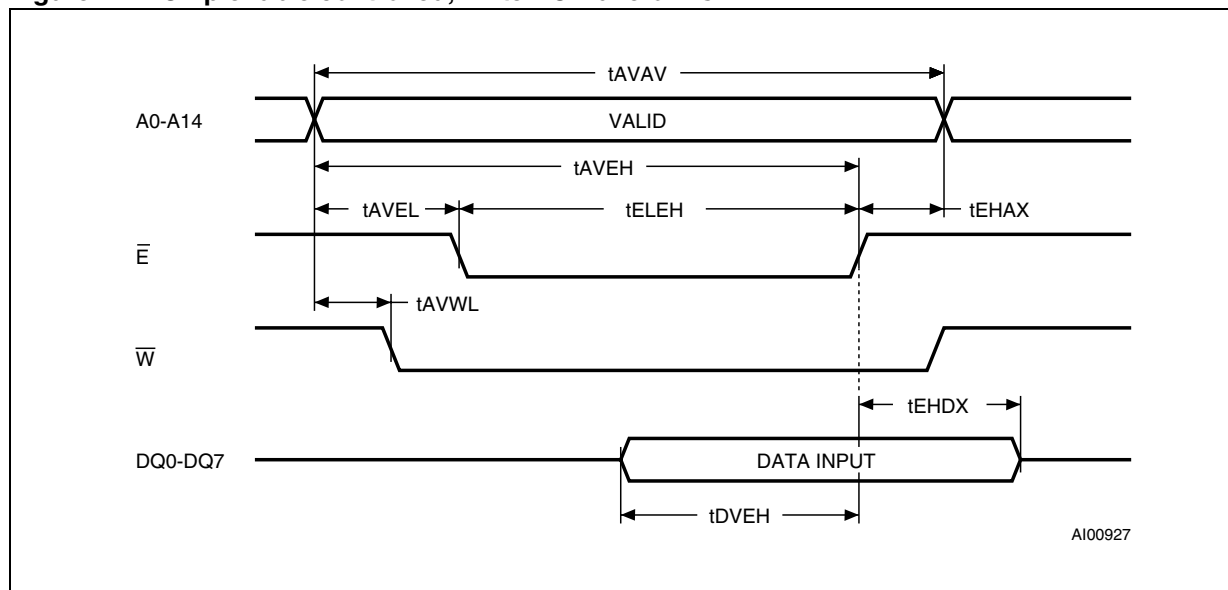 tAVAV
A0-A14
VALID
tAVEH
tAVEL
tELEH
tEHAX
E̅
tAVWL
W̅
tEHDX
DQ0-DQ7
DATA INPUT
tDVEH
AI00927